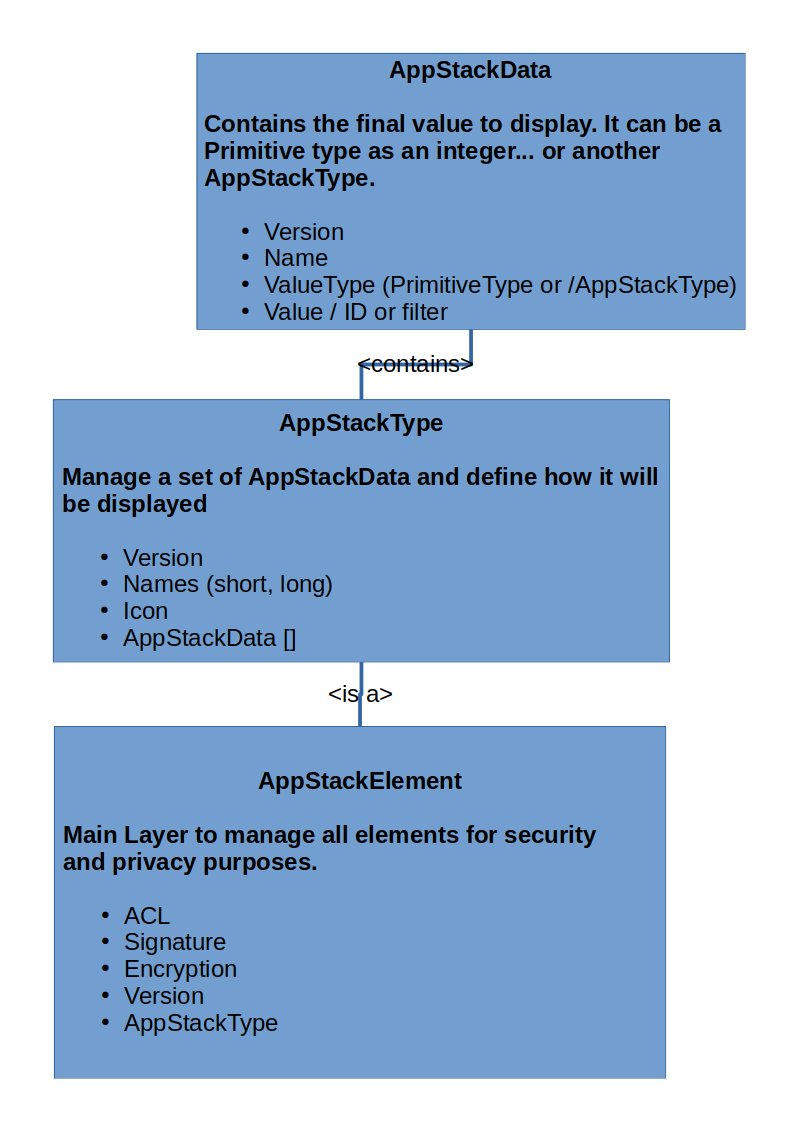 AppStackData
Contains the final value to display. It can be a
Primitive type as an integer... or another
AppStackType.
• Version
• Name
• ValueType (PrimitiveType or /AppStackType)
• Value / ID or filter
<contains>
AppStackType
Manage a set of AppStackData and define how it will
be displayed
• Version
• Names (short, long)
• Icon
• AppStackData []
<is a>
AppStackElement
Main Layer to manage all elements for security
and privacy purposes.
• ACL
• Signature
• Encryption
• Version
• AppStackType